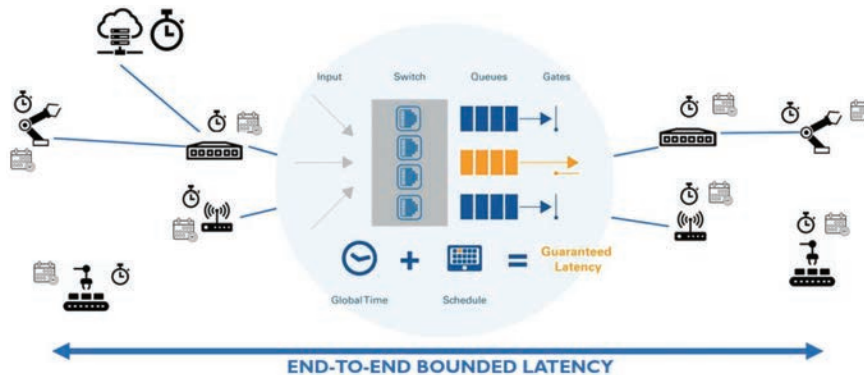 Input
Switch
Queues
Gates
+
=
Guaranteed
Latency
Global Time
Schedule
END-TO-END BOUNDED LATENCY